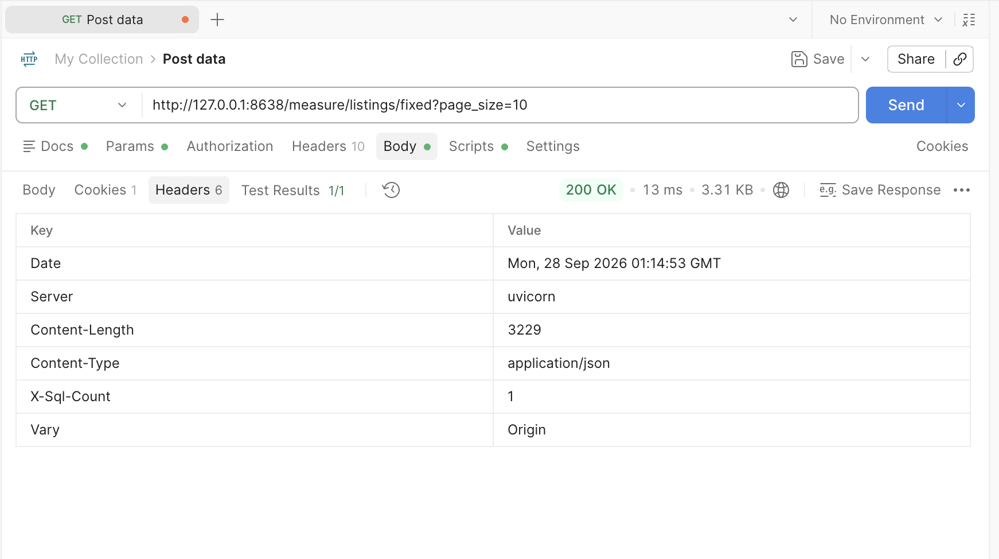 GET Post data
No Environment
HTTP My Collection > Post data
Save
Share
GET http://127.0.0.1:8638/measure/listings/fixed?page_size=10 Send
Docs Params Authorization Headers 10 Body Scripts Settings Cookies
Body Cookies 1 Headers 6 Test Results 1/1 200 OK 13 ms 3.31 KB e.g. Save Response
Key Value
Date Mon, 28 Sep 2026 01:14:53 GMT
Server uvicorn
Content-Length 3229
Content-Type application/json
X-Sql-Count 1
Vary Origin